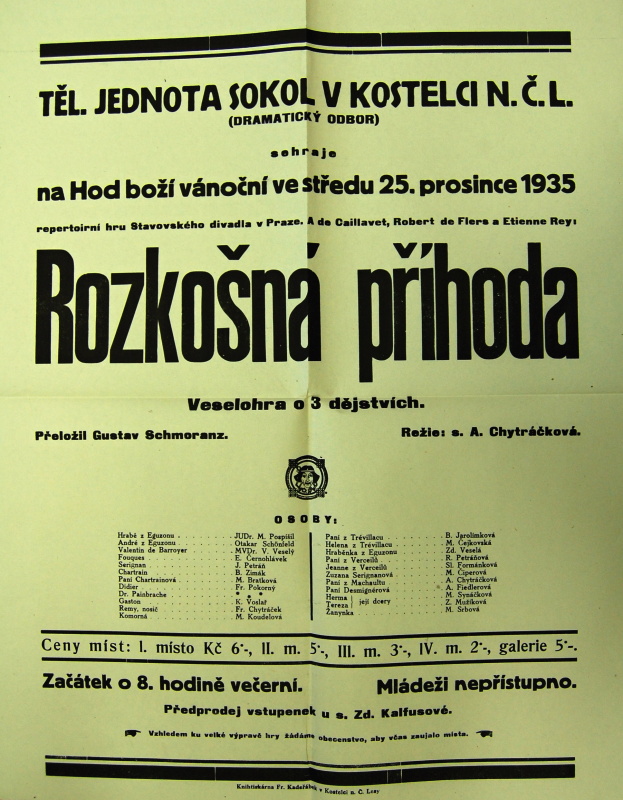 TĚL. JEDNOTA SOKOL V KOSTELCI N. Č. L.
(DRAMATICKÝ ODBOR)
sehraje
na Hod boží vánoční ve středu 25. prosince 1935
repertoirní hru Stavovského divadla v Praze. A de Caillavet, Robert de Flers a Etienne Rey:
Rozkošná příhoda
Veselohra o 3 dějstvích.
Přeložil Gustav Schmoranz.
Režie: s. A. Chytráčková.
OSOBY:
Hrabě z Eguzonu . . . . . . JUDr. M. Pospíšil
André z Eguzonu . . . . . . Otakar Schönfeld
Valentin de Barroyer . . . . . . MVDr. V. Veselý
Fouques . . . . . . E. Černohlávek
Serignan . . . . . . J. Petráň
Chartrain . . . . . . B. Zimák
Paní Chartrainová . . . . . . M. Bratková
Didier . . . . . . Fr. Pokorný
Dr. Painbrache . . . . . . * * *
Gaston . . . . . . K. Voslař
Remy, nosič . . . . . . Fr. Chytráček
Komorná . . . . . . M. Koudelová
Paní z Trévillacu . . . . . . B. Jarolímková
Helena z Trévillacu . . . . . . M. Čejkovská
Hraběnka z Eguzonu . . . . . . Zd. Veselá
Paní z Verceilů . . . . . . R. Petráňová
Jeanne z Verceilů . . . . . . Sl. Formánková
Zuzana Serignanová . . . . . . M. Čiperová
Paní z Machaultu . . . . . . A. Chytráčková
Paní Desmignèrová . . . . . . A. Fiedlerová
Herma } její dcery . . . . . . M. Synáčková
Tereza } . . . . . . Z. Mužíková
Žanynka . . . . . . M. Srbová
Ceny míst: I. místo Kč 6·-, II. m. 5·-, III. m. 3·-, IV. m. 2·-, galerie 5·-.
Začátek o 8. hodině večerní.
Mládeži nepřístupno.
Předprodej vstupenek u s. Zd. Kalfusové.
Vzhledem ku velké výpravě hry žádáme obecenstvo, aby včas zaujalo místa.
Knihtiskárna Fr. Kadeřábek v Kostelci n. Č. Lesy